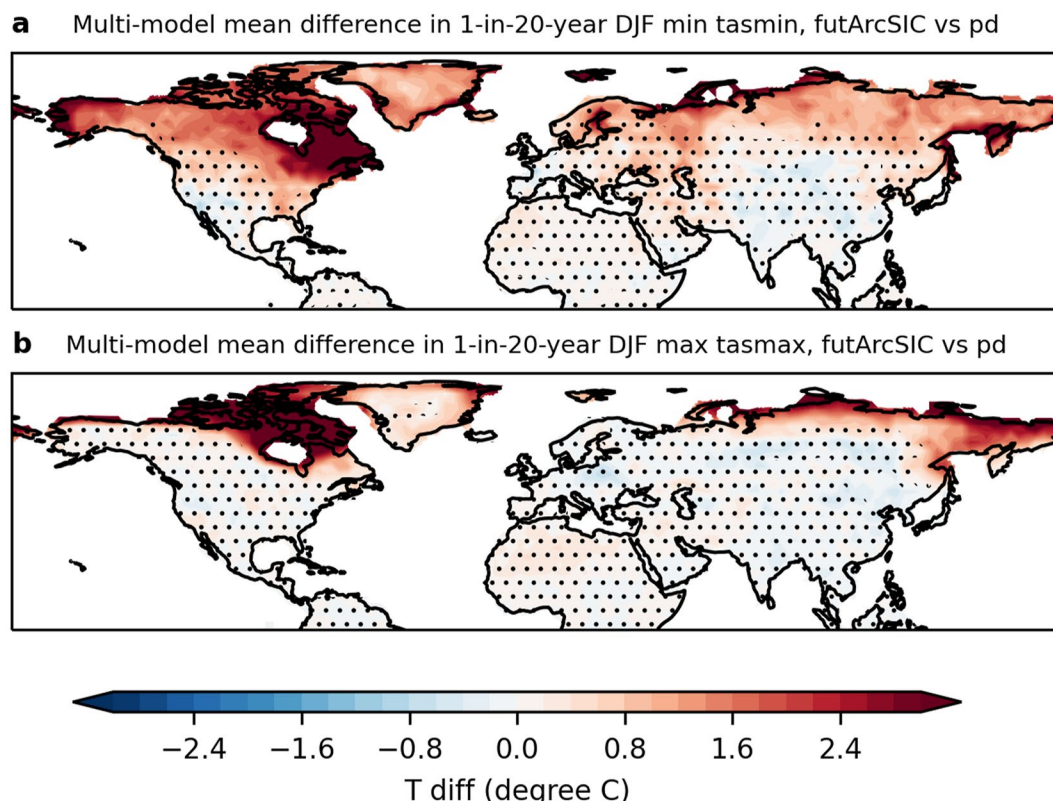 a Multi-model mean difference in 1-in-20-year DJF min tasmin, futArcSIC vs pd
b Multi-model mean difference in 1-in-20-year DJF max tasmax, futArcSIC vs pd
−2.4 −1.6 −0.8 0.0 0.8 1.6 2.4
T diff (degree C)